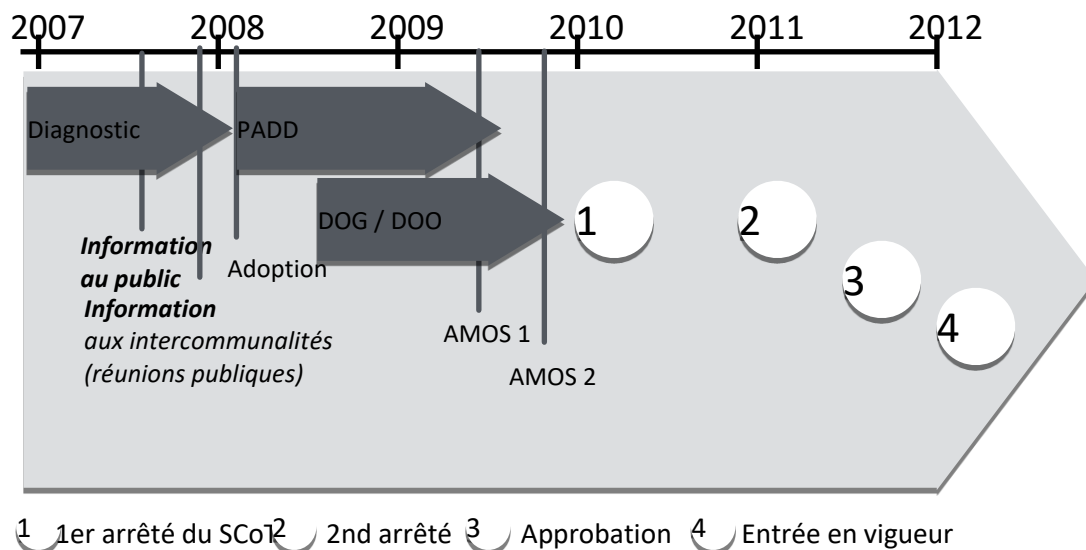 2007 2008 2009 2010 2011 2012
Diagnostic PADD
DOG / DOO 1 2
Information
au public
Adoption
3
Information
aux intercommunalités
(réunions publiques)
AMOS 1
4
AMOS 2
1 1er arrêté du SCoT 2 2nd arrêté 3 Approbation 4 Entrée en vigueur